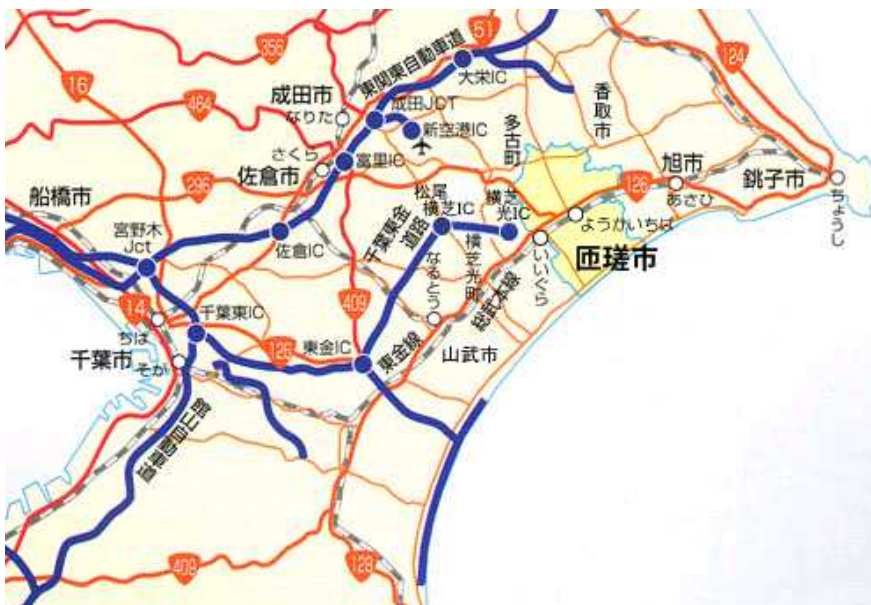 356
51
124
16
東関東自動車道
大栄IC
成田市
464
成田JCT
なりた
香取市
新空港IC
多古町
さくら
富里IC
佐倉市
旭市
船橋市
296
126
銚子市
あさひ
ちょうし
松尾
横芝IC
横芝
光IC
宮野木
Jct
千葉東金
道路
ようかいちば
佐倉IC
横芝光町
いいぐら
匝瑳市
なるとう
総武本線
14
409
千葉東IC
ちば
東金IC
東金線
126
山武市
千葉市
そが
館山自動車道
409
128